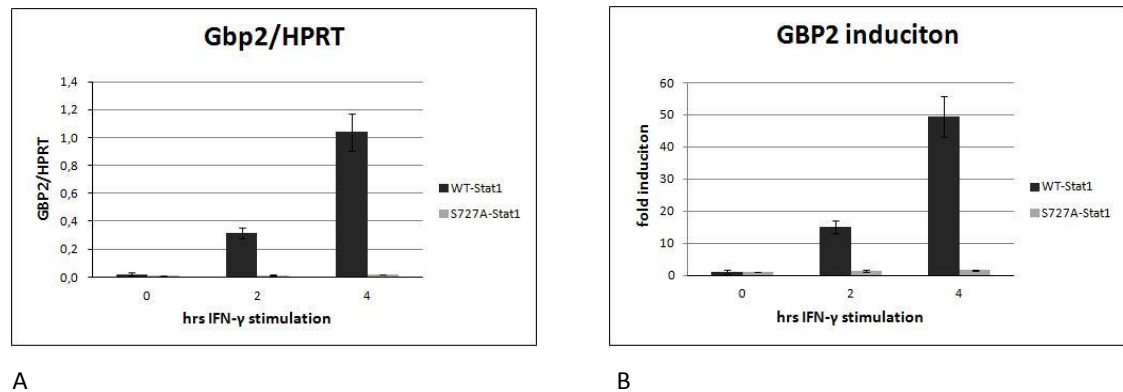 Gbp2/HPRT
1,4
1,2
1,0
0,8
0,6
0,4
0,2
0,0
GBP2/HPRT
0 2 4
hrs IFN-γ stimulation
WT-Stat1
S727A-Stat1
A
GBP2 induciton
60
50
40
30
20
10
0
fold induciton
0 2 4
hrs IFN-γ stimulation
WT-Stat1
S727A-Stat1
B